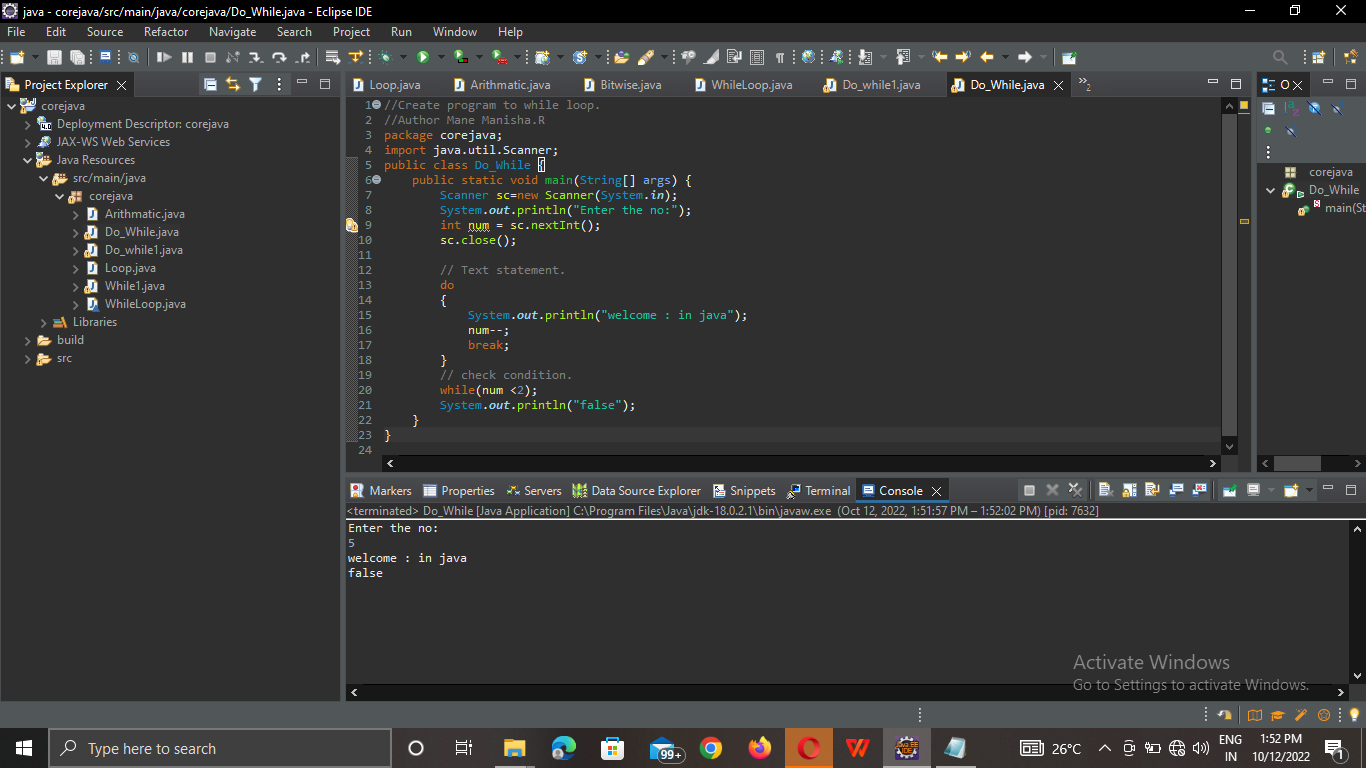 java - corejava/src/main/java/corejava/Do_While.java - Eclipse IDE
File Edit Source Refactor Navigate Search Project Run Window Help
Project Explorer
corejava
Deployment Descriptor: corejava
JAX-WS Web Services
Java Resources
src/main/java
corejava
Arithmatic.java
Do_While.java
Do_while1.java
Loop.java
While1.java
WhileLoop.java
Libraries
build
src
Loop.java Arithmatic.java Bitwise.java WhileLoop.java Do_while1.java Do_While.java »2
1 //Create program to while loop.
2 //Author Mane Manisha.R
3 package corejava;
4 import java.util.Scanner;
5 public class Do_While {
6 public static void main(String[] args) {
7 Scanner sc=new Scanner(System.in);
8 System.out.println("Enter the no:");
9 int num = sc.nextInt();
10 sc.close();
11
12 // Text statement.
13 do
14 {
15 System.out.println("welcome : in java");
16 num--;
17 break;
18 }
19 // check condition.
20 while(num <2);
21 System.out.println("false");
22 }
23 }
24
O
corejava
Do_While
main(St
Markers Properties Servers Data Source Explorer Snippets Terminal Console
<terminated> Do_While [Java Application] C:\Program Files\Java\jdk-18.0.2.1\bin\javaw.exe (Oct 12, 2022, 1:51:57 PM – 1:52:02 PM) [pid: 7632]
Enter the no:
5
welcome : in java
false
Activate Windows
Go to Settings to activate Windows.
Type here to search
99+
26°C
ENG
IN
1:52 PM
10/12/2022
1